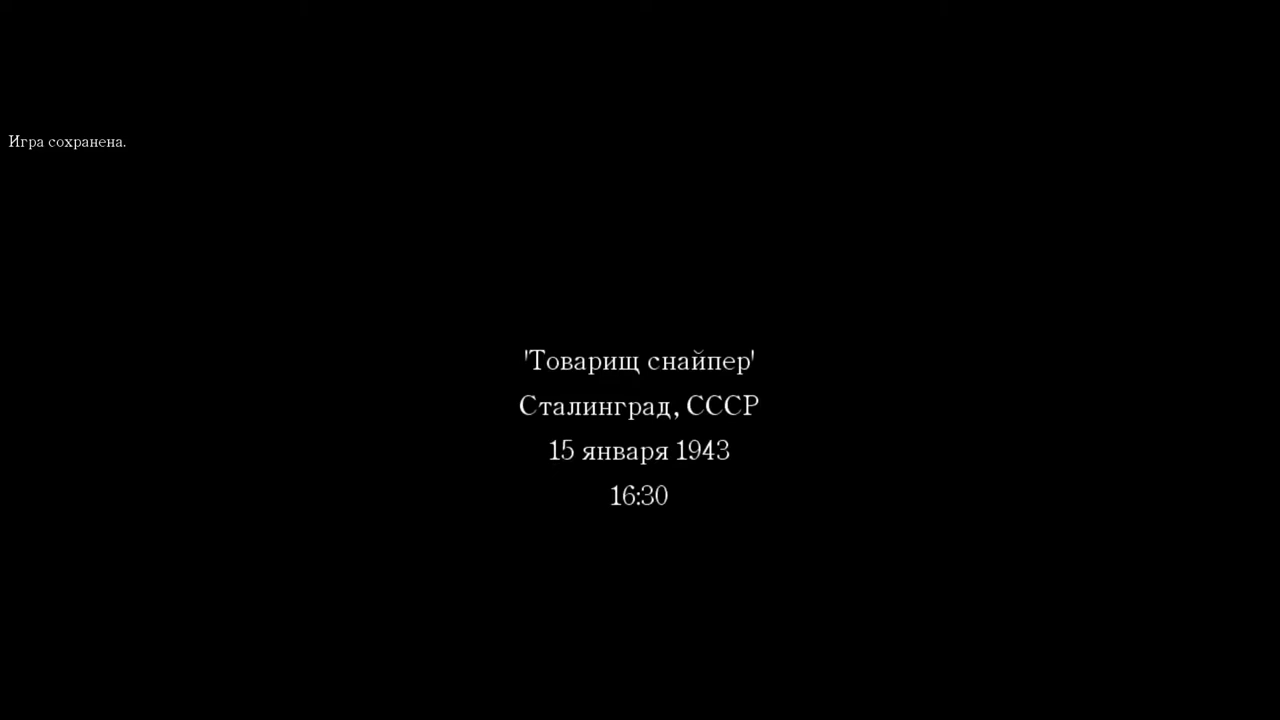 Игра сохранена.
'Товарищ снайпер'
Сталинград, СССР
15 января 1943
16:30